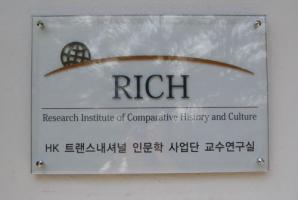 RICH
Research Institute of Comparative History and Culture
HK 트랜스내셔널 인문학 사업단 교수연구실